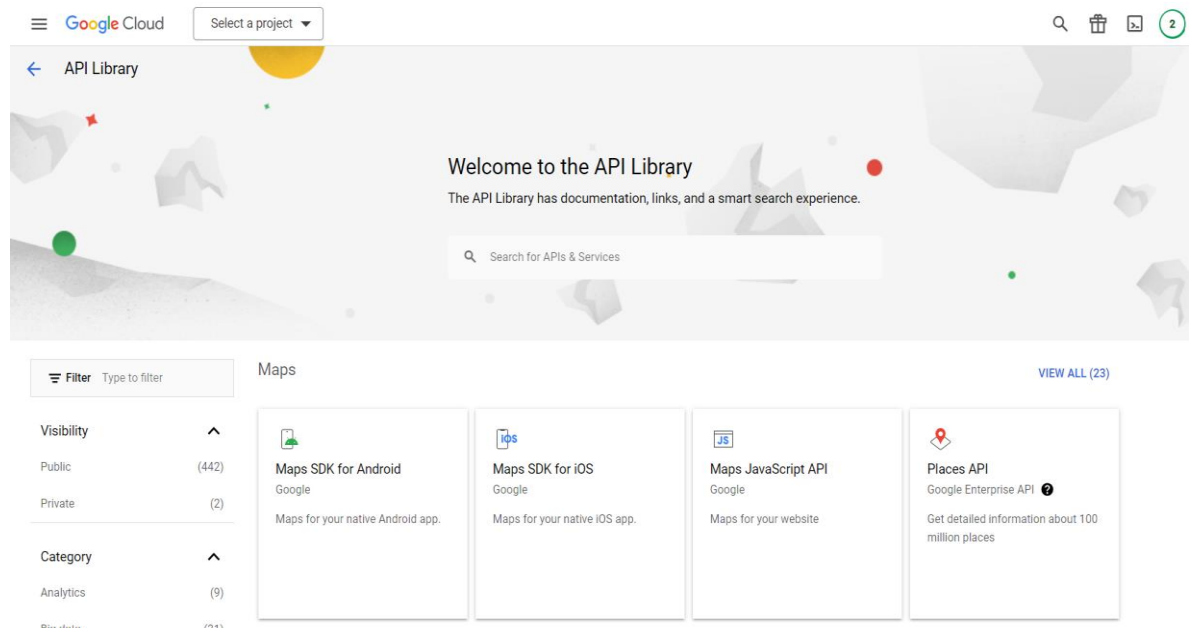 Google Cloud
Select a project
2
API Library
Welcome to the API Library
The API Library has documentation, links, and a smart search experience.
Search for APIs & Services
Filter Type to filter
Visibility
Public (442)
Private (2)
Category
Analytics (9)
Maps
VIEW ALL (23)
Maps SDK for Android
Google
Maps for your native Android app.
iOS
Maps SDK for iOS
Google
Maps for your native iOS app.
JS
Maps JavaScript API
Google
Maps for your website
Places API
Google Enterprise API ?
Get detailed information about 100
million places